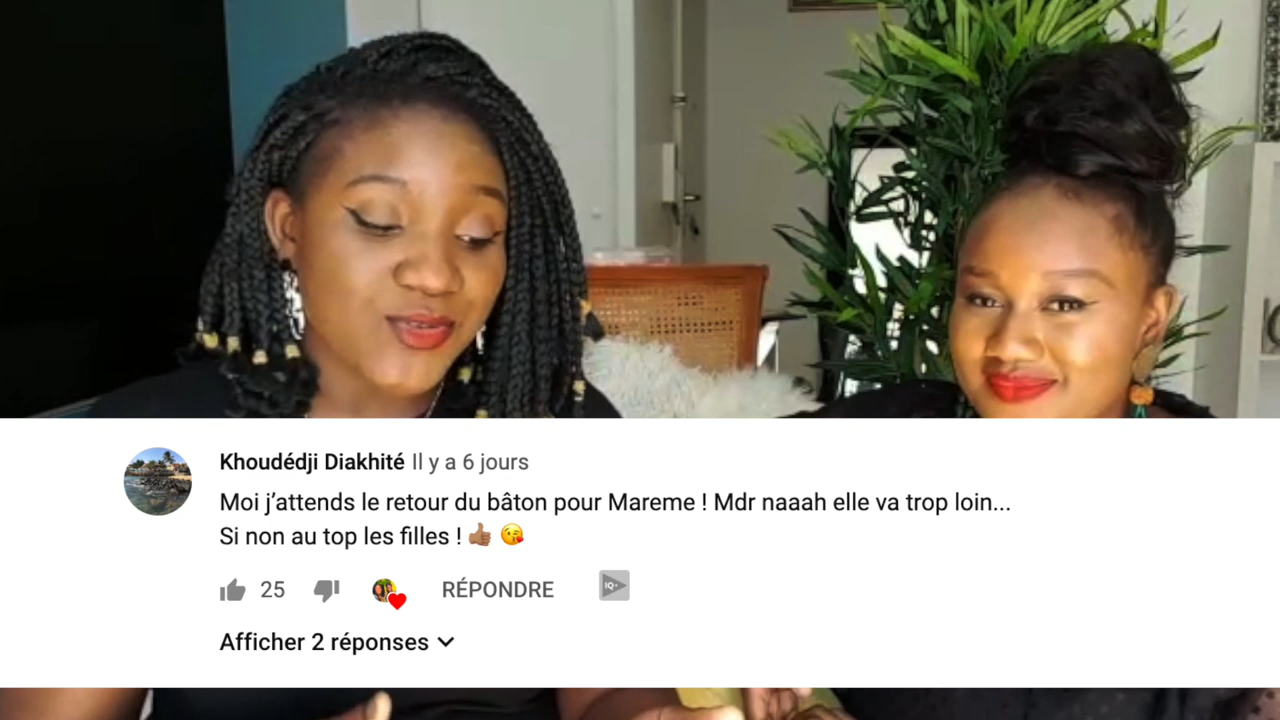 Khoudédji Diakhité Il y a 6 jours
Moi j’attends le retour du bâton pour Mareme ! Mdr naaah elle va trop loin...
Si non au top les filles ! 👍🏽 😘
25 RÉPONDRE IQ
Afficher 2 réponses